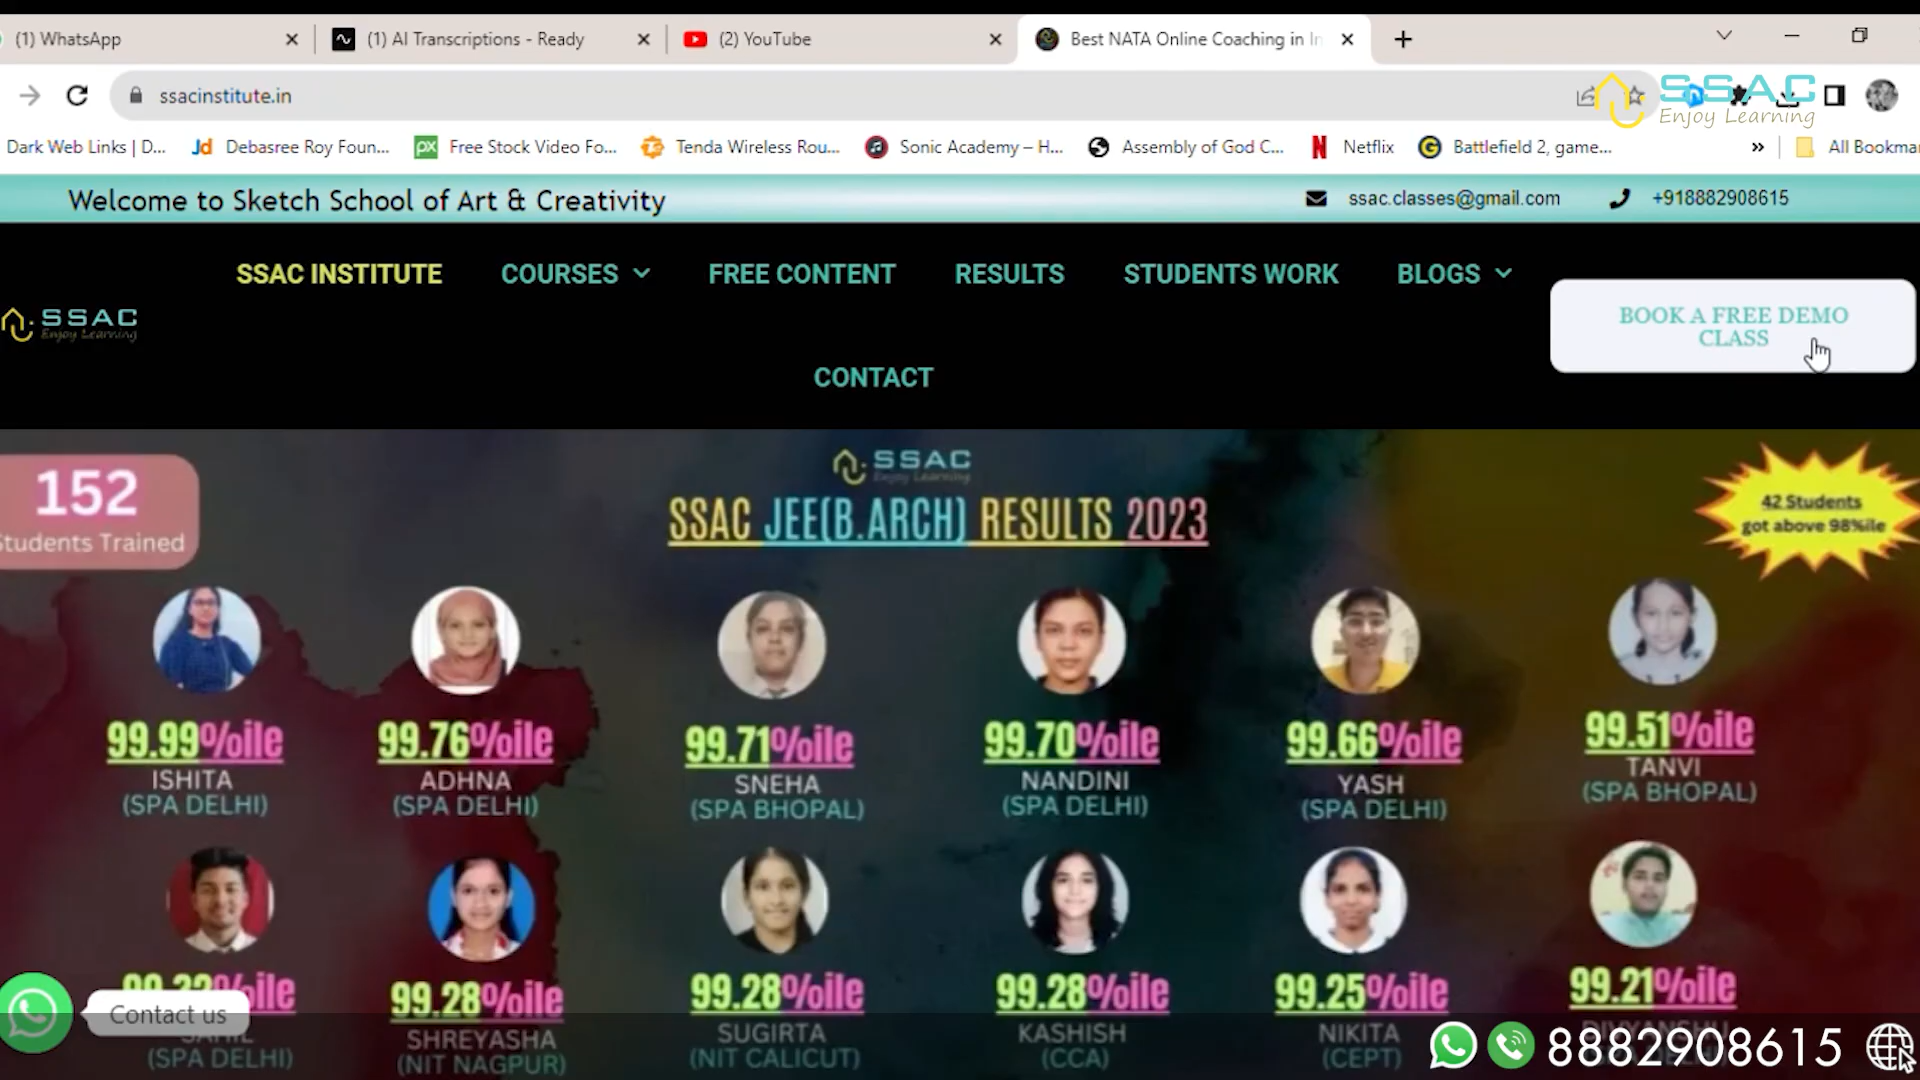 (1) WhatsApp
(1) AI Transcriptions - Ready
(2) YouTube
Best NATA Online Coaching in In
ssacinstitute.in
SSAC
Enjoy Learning
Dark Web Links | D...
Jd Debasree Roy Foun...
px Free Stock Video Fo...
Tenda Wireless Rou...
Sonic Academy – H...
Assembly of God C...
N Netflix
G Battlefield 2, game...
»
All Bookma
Welcome to Sketch School of Art & Creativity
ssac.classes@gmail.com
+918882908615
SSAC INSTITUTE
COURSES
FREE CONTENT
RESULTS
STUDENTS WORK
BLOGS
CONTACT
SSAC
Enjoy Learning
BOOK A FREE DEMO
CLASS
152
Students Trained
SSAC
Enjoy Learning
SSAC JEE(B.ARCH) RESULTS 2023
42 Students
got above 98%ile
99.99%ile
ISHITA
(SPA DELHI)
99.76%ile
ADHNA
(SPA DELHI)
99.71%ile
SNEHA
(SPA BHOPAL)
99.70%ile
NANDINI
(SPA DELHI)
99.66%ile
YASH
(SPA DELHI)
99.51%ile
TANVI
(SPA BHOPAL)
(SPA DELHI)
99.28%ile
SHREYASHA
(NIT NAGPUR)
99.28%ile
SUGIRTA
(NIT CALICUT)
99.28%ile
KASHISH
(CCA)
99.25%ile
NIKITA
(CEPT)
99.21%ile
Contact us
8882908615